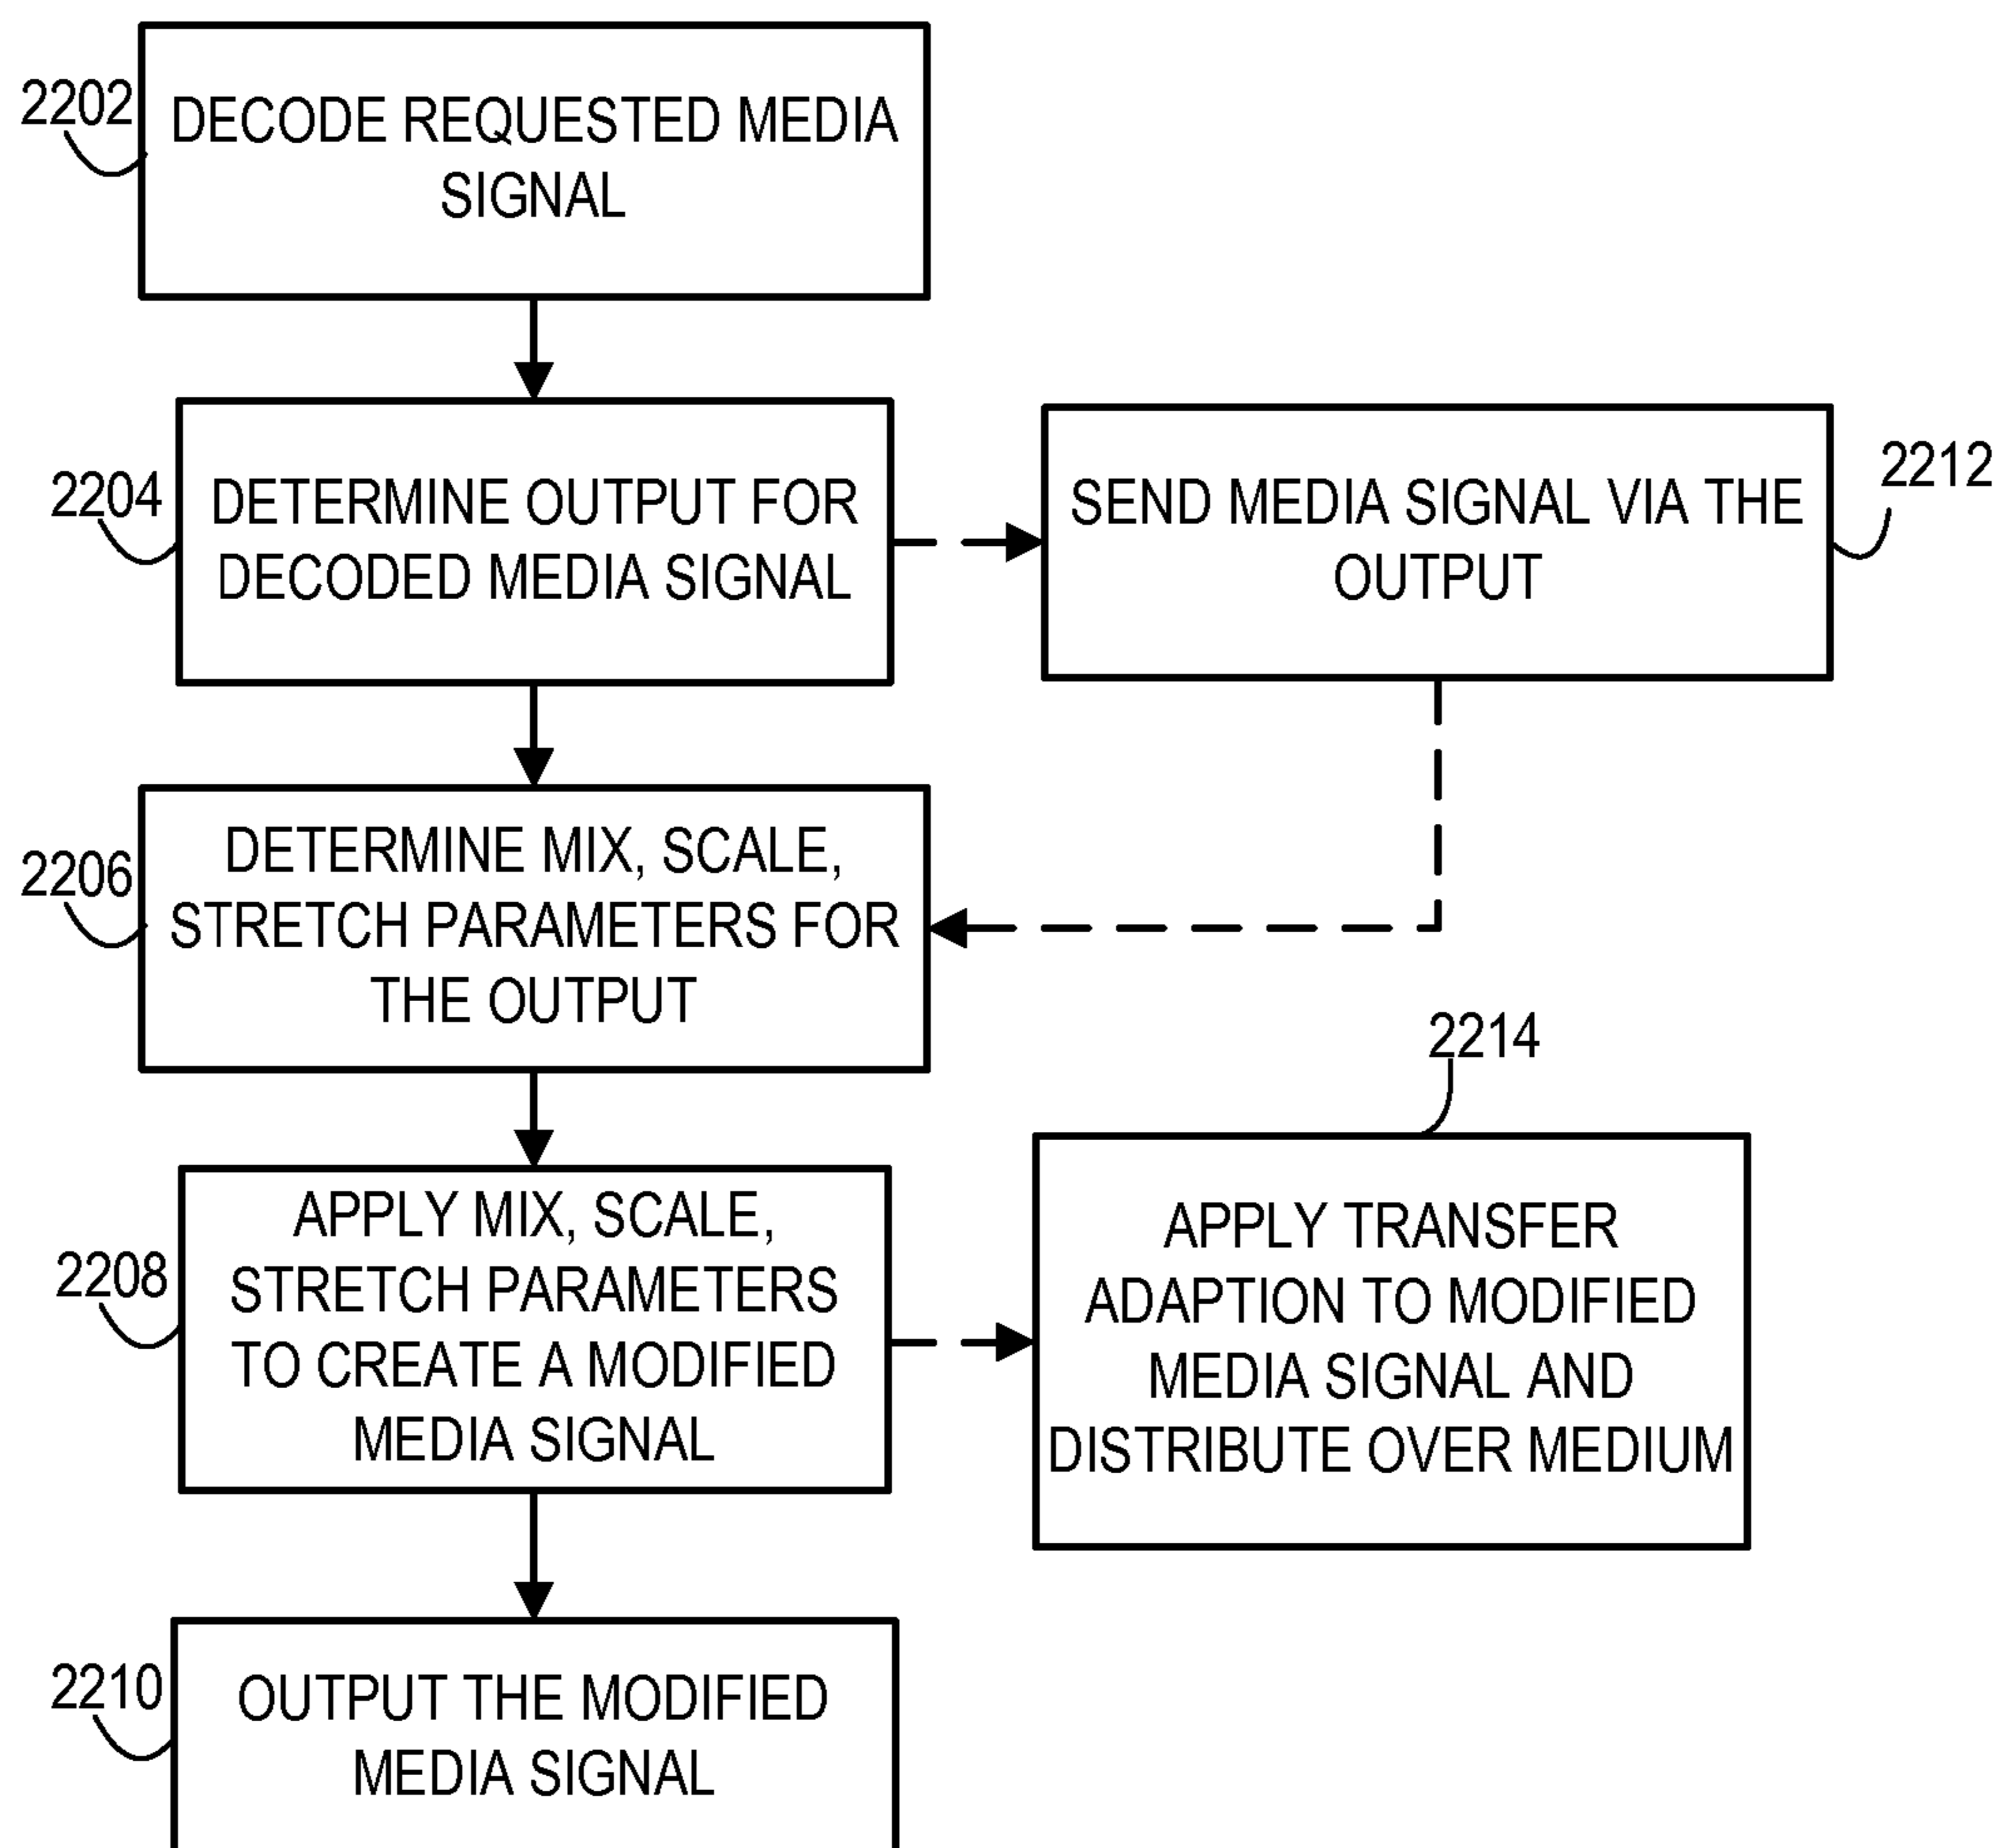 2202
DECODE REQUESTED MEDIA
SIGNAL
2204
DETERMINE OUTPUT FOR
DECODED MEDIA SIGNAL
SEND MEDIA SIGNAL VIA THE
OUTPUT
2212
2206
DETERMINE MIX, SCALE,
STRETCH PARAMETERS FOR
THE OUTPUT
2208
APPLY MIX, SCALE,
STRETCH PARAMETERS
TO CREATE A MODIFIED
MEDIA SIGNAL
2214
APPLY TRANSFER
ADAPTION TO MODIFIED
MEDIA SIGNAL AND
DISTRIBUTE OVER MEDIUM
2210
OUTPUT THE MODIFIED
MEDIA SIGNAL